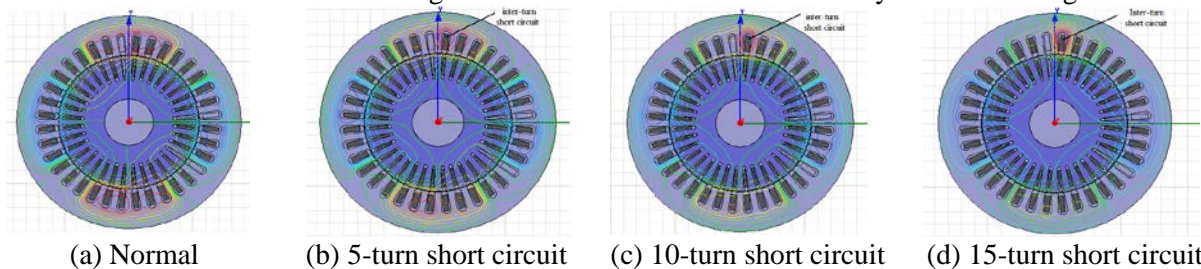 inter-turn
short circuit
inter-turn
short circuit
Inter-turn
short circuit
(a) Normal
(b) 5-turn short circuit
(c) 10-turn short circuit
(d) 15-turn short circuit